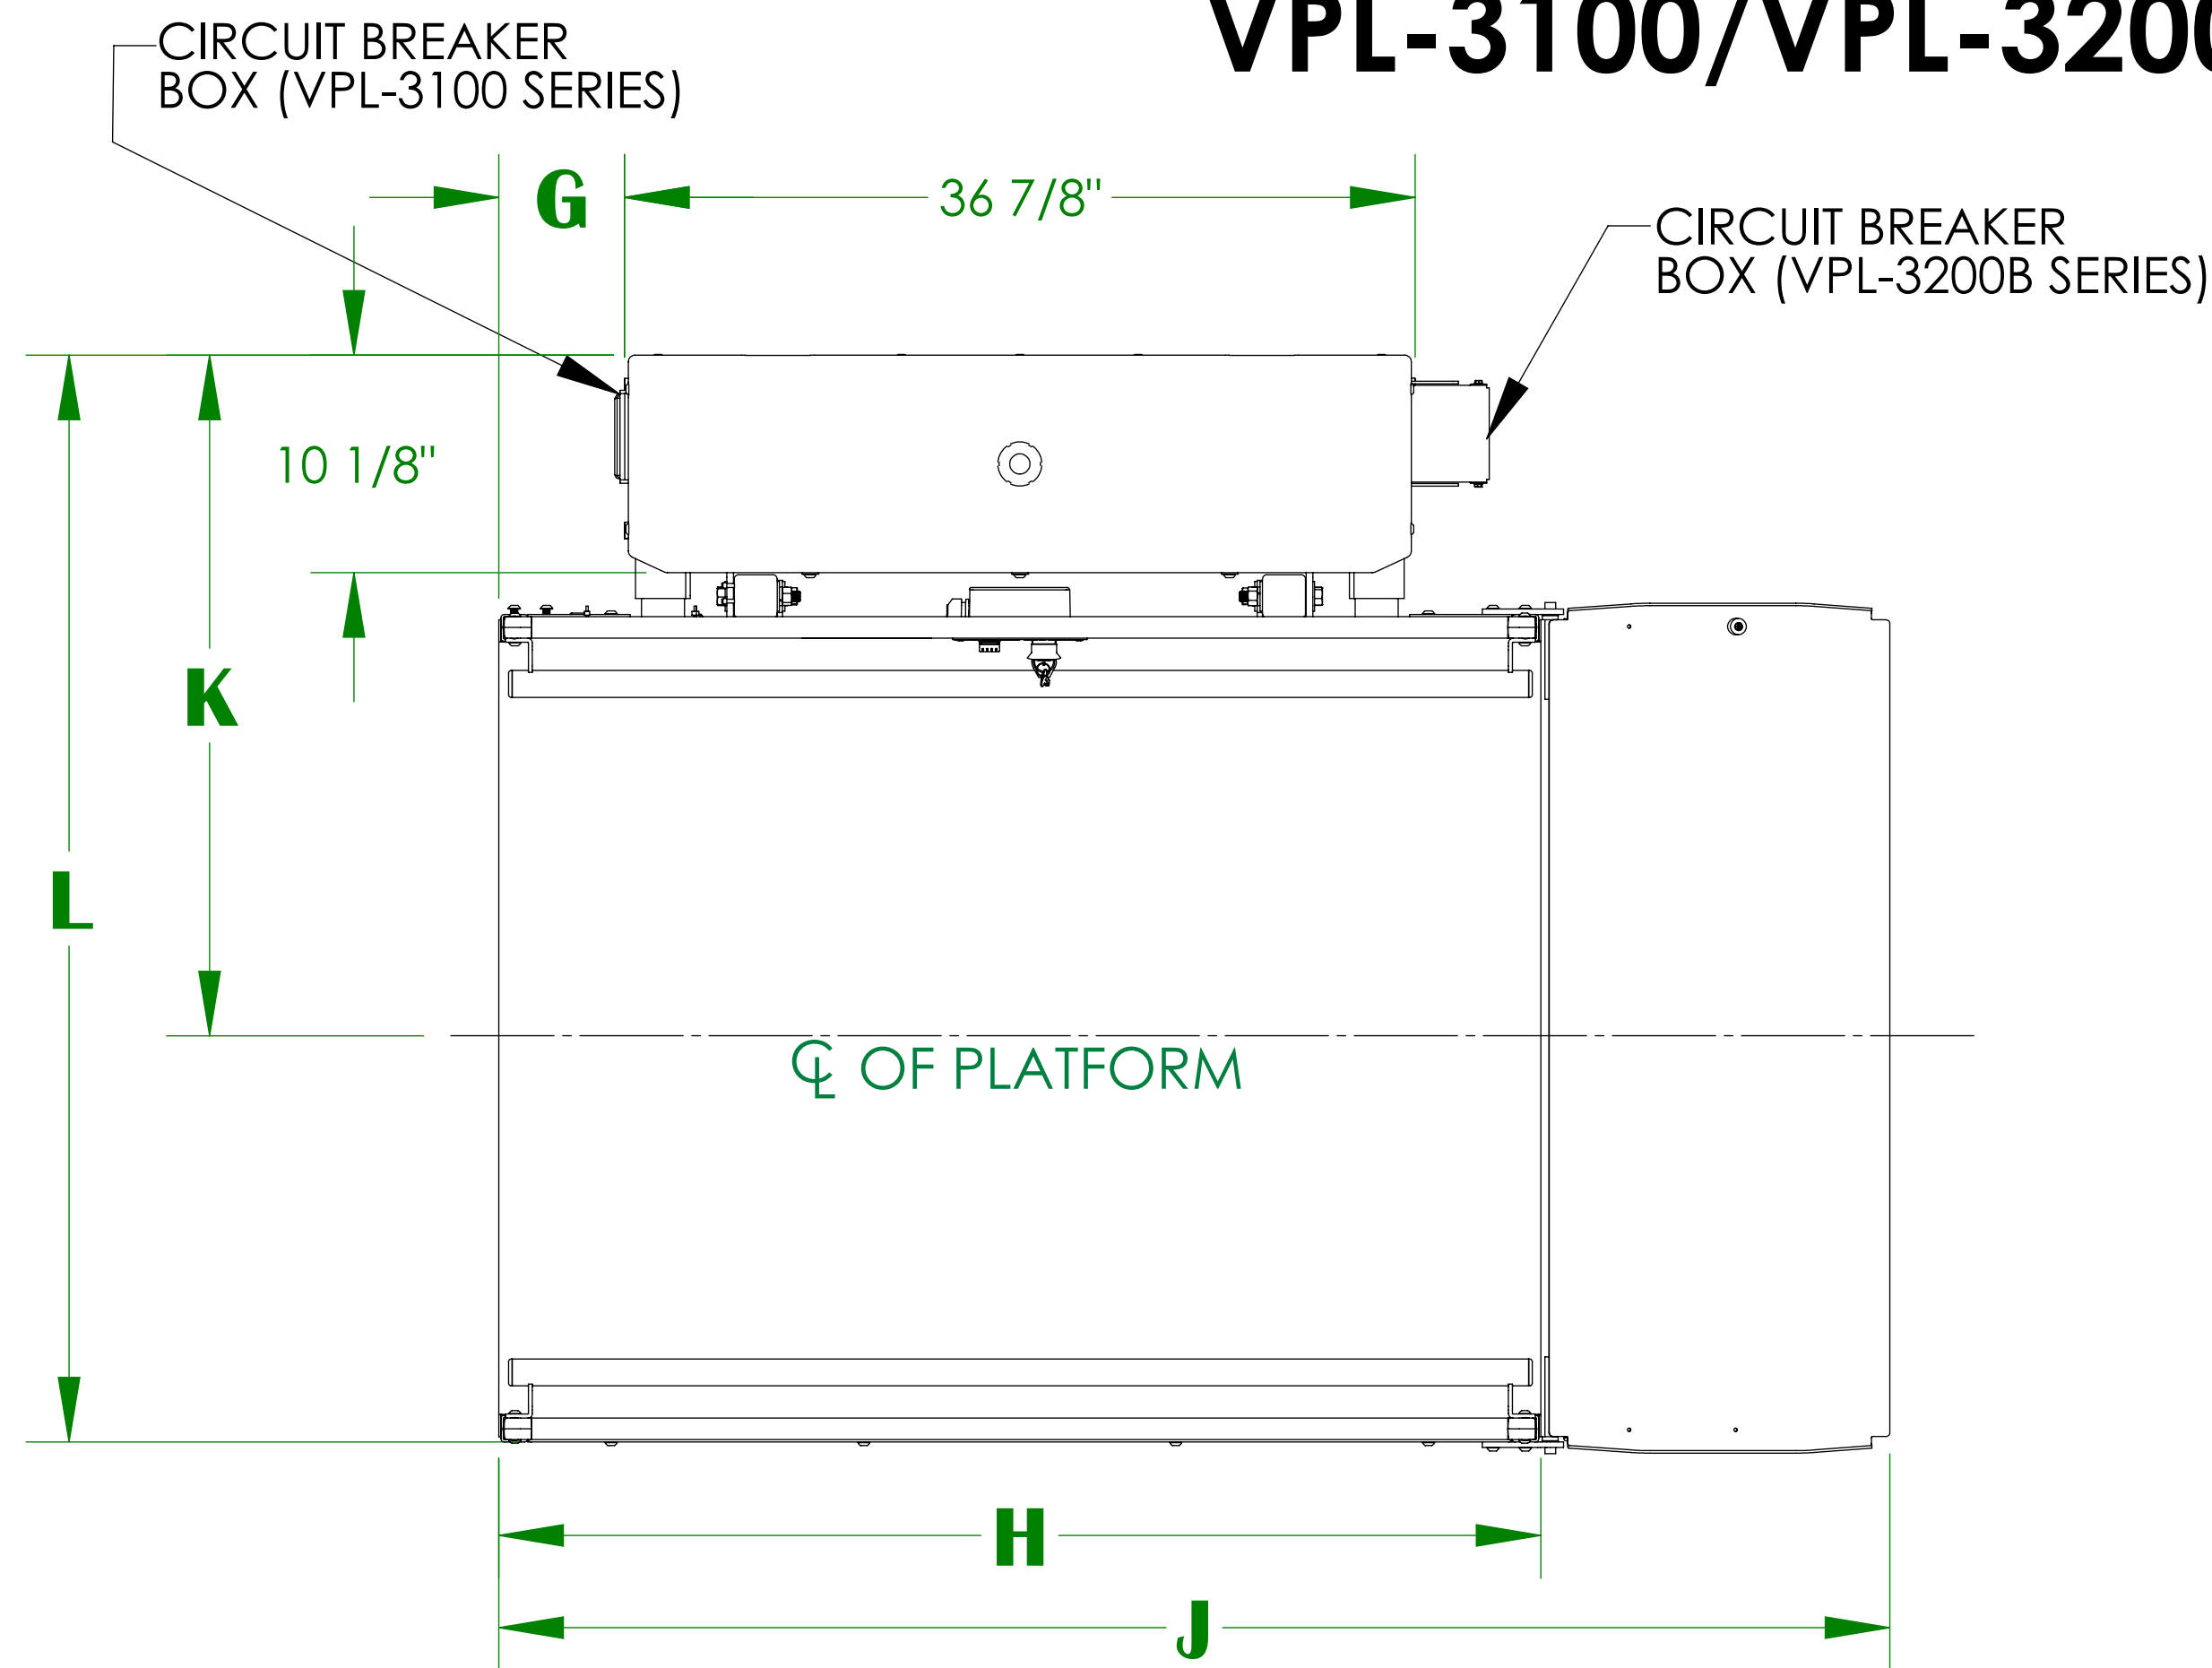 VPL-3100/VPL-3200
CIRCUIT BREAKER
BOX (VPL-3100 SERIES)
G
36 7/8"
CIRCUIT BREAKER
BOX (VPL-3200B SERIES)
10 1/8"
K
L
℄ OF PLATFORM
H
J